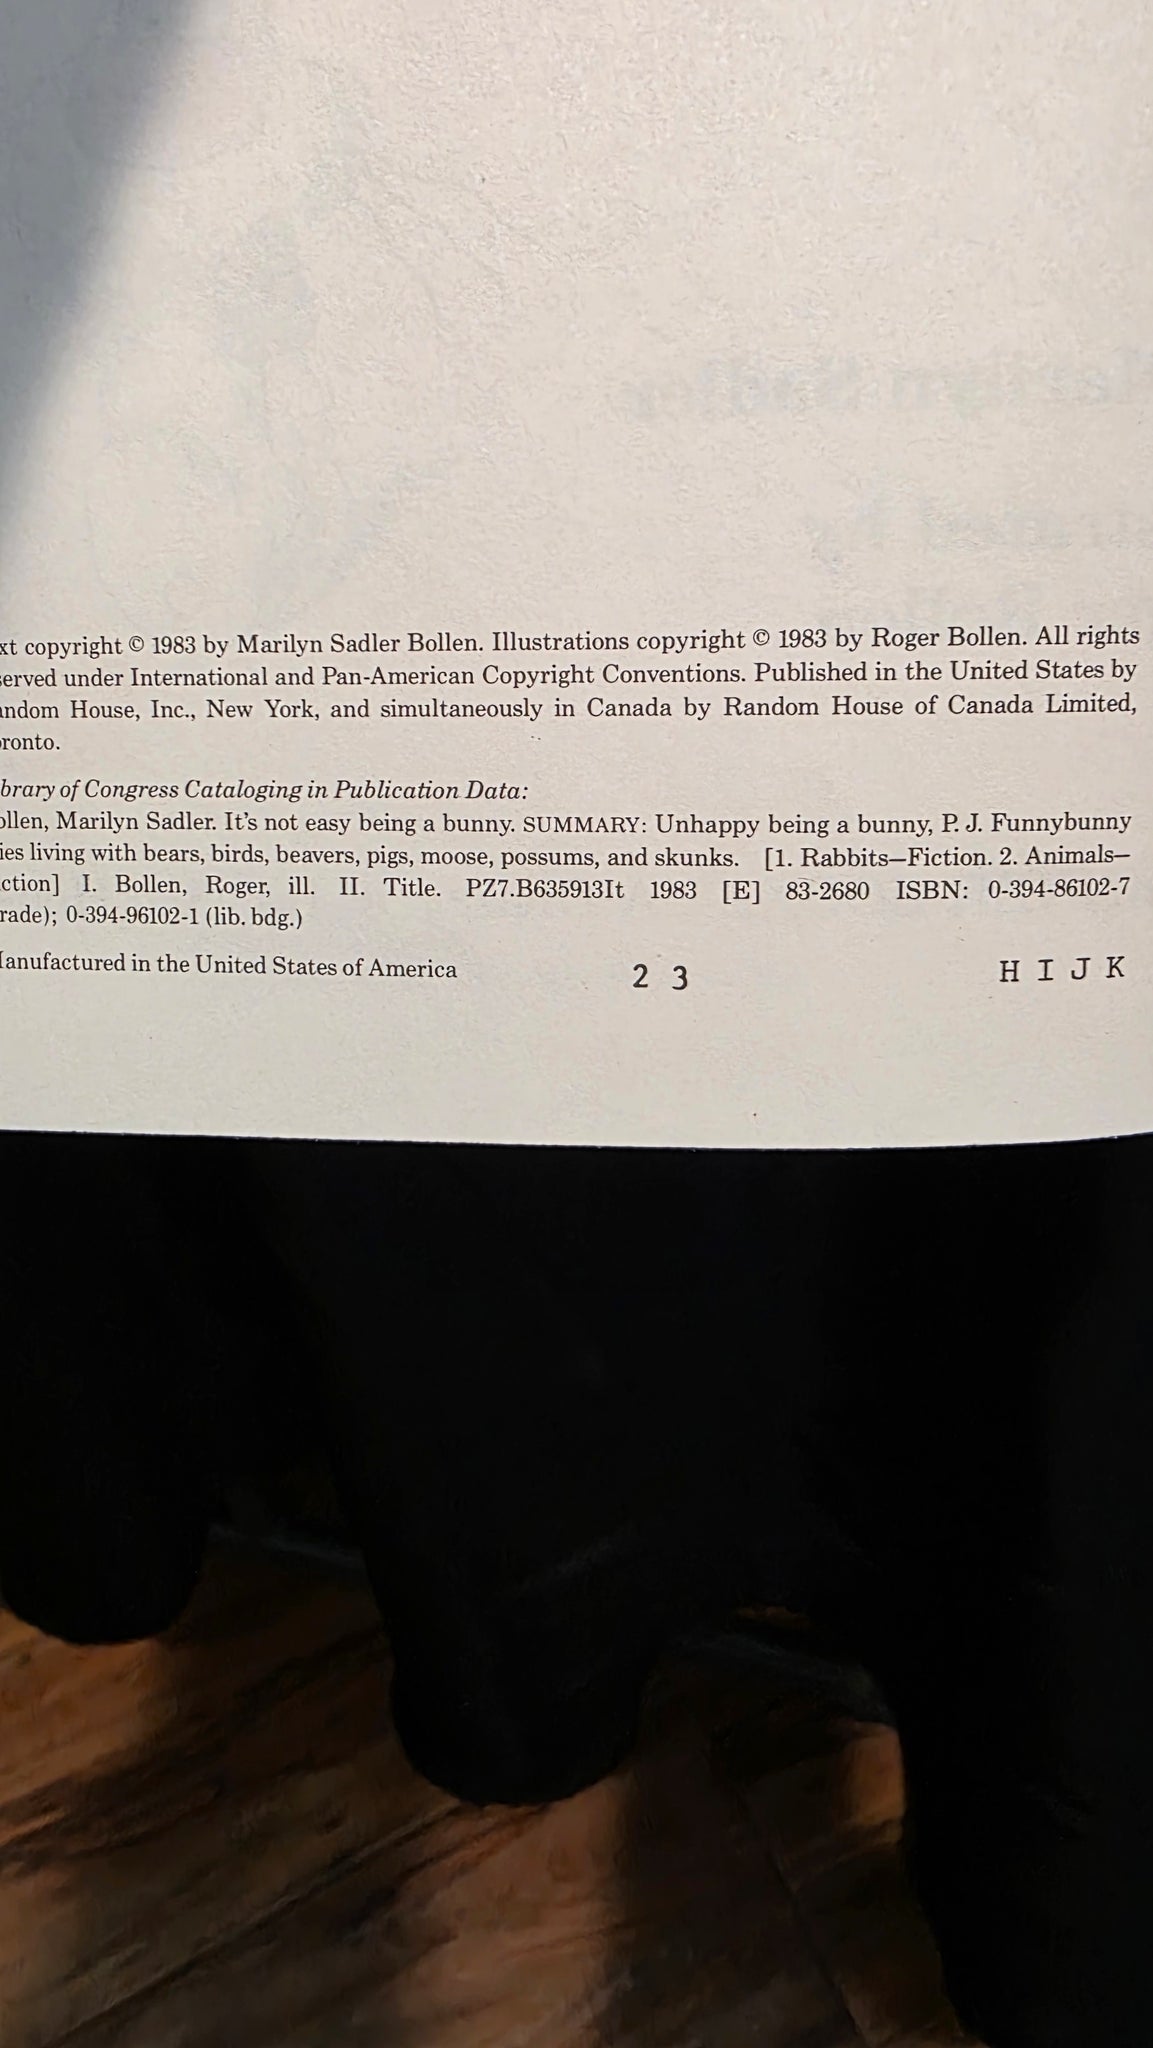 xt copyright © 1983 by Marilyn Sadler Bollen. Illustrations copyright © 1983 by Roger Bollen. All rights
erved under International and Pan-American Copyright Conventions. Published in the United States by
ndom House, Inc., New York, and simultaneously in Canada by Random House of Canada Limited,
ronto.
brary of Congress Cataloging in Publication Data:
ollen, Marilyn Sadler. It's not easy being a bunny. SUMMARY: Unhappy being a bunny, P. J. Funnybunny
ies living with bears, birds, beavers, pigs, moose, possums, and skunks. [1. Rabbits—Fiction. 2. Animals—
ction] I. Bollen, Roger, ill. II. Title. PZ7.B635913It 1983 [E] 83-2680 ISBN: 0-394-86102-7
rade); 0-394-96102-1 (lib. bdg.)
anufactured in the United States of America 2 3 H I J K